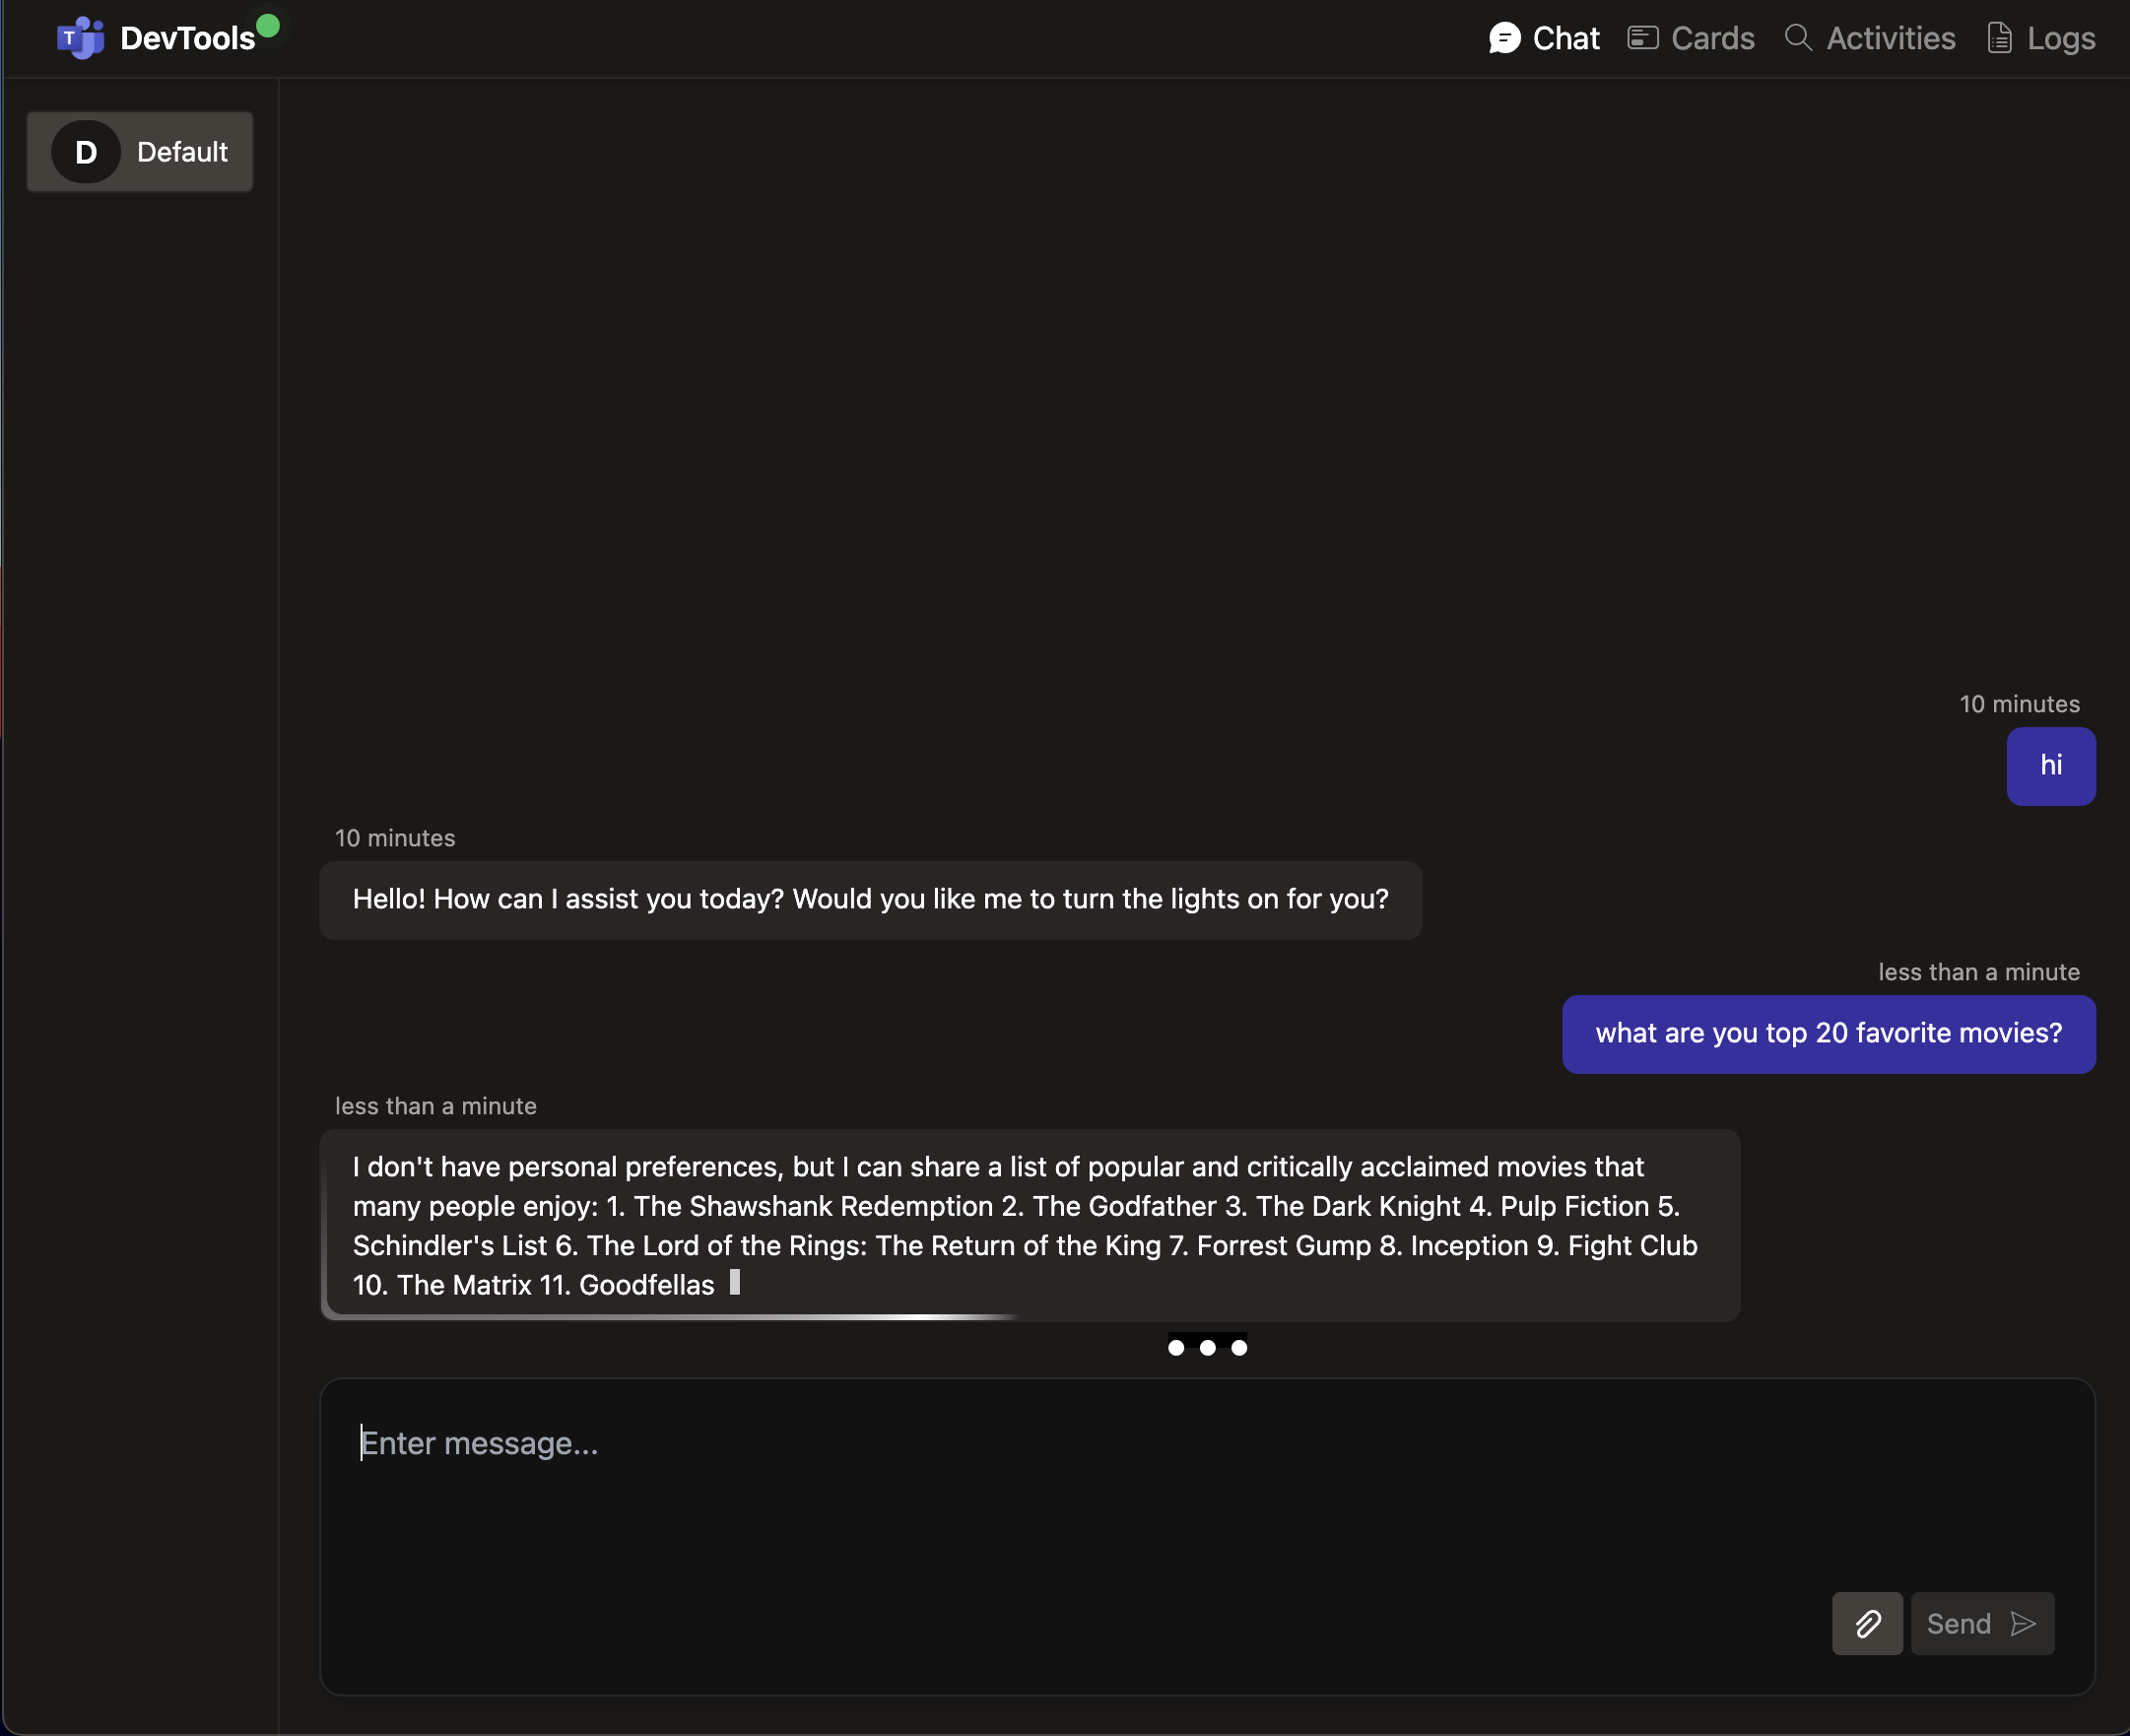 T DevTools
Chat Cards Activities Logs
D Default
10 minutes
hi
10 minutes
Hello! How can I assist you today? Would you like me to turn the lights on for you?
less than a minute
what are you top 20 favorite movies?
less than a minute
I don't have personal preferences, but I can share a list of popular and critically acclaimed movies that
many people enjoy: 1. The Shawshank Redemption 2. The Godfather 3. The Dark Knight 4. Pulp Fiction 5.
Schindler's List 6. The Lord of the Rings: The Return of the King 7. Forrest Gump 8. Inception 9. Fight Club
10. The Matrix 11. Goodfellas
Enter message...
Send